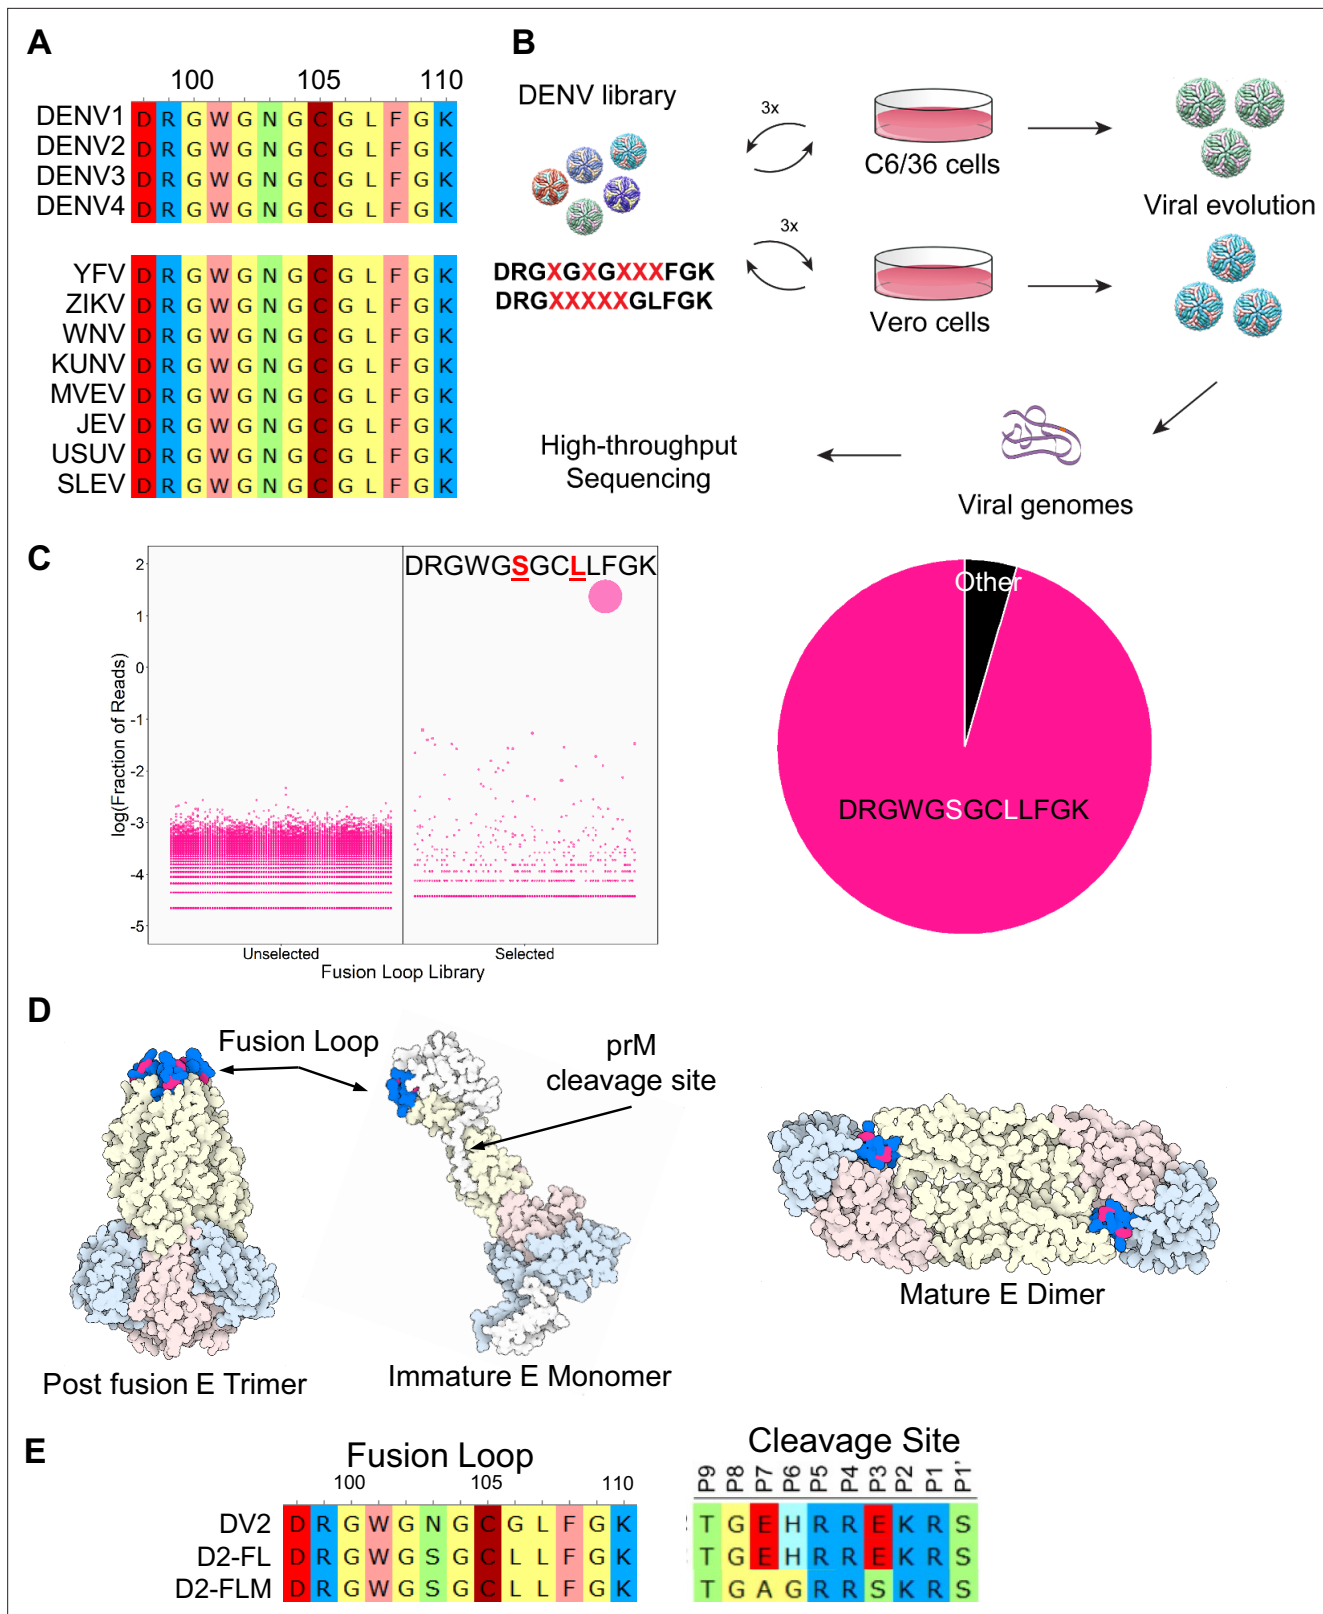 A
100 105 110
DENV1 D R G W G N G C G L F G K
DENV2 D R G W G N G C G L F G K
DENV3 D R G W G N G C G L F G K
DENV4 D R G W G N G C G L F G K
YFV D R G W G N G C G L F G K
ZIKV D R G W G N G C G L F G K
WNV D R G W G N G C G L F G K
KUNV D R G W G N G C G L F G K
MVEV D R G W G N G C G L F G K
JEV D R G W G N G C G L F G K
USUV D R G W G N G C G L F G K
SLEV D R G W G N G C G L F G K
B
DENV library
DRGXGXGXXXFGK
DRGXXXXXGLFGK
3x
C6/36 cells
3x
Vero cells
Viral evolution
Viral genomes
High-throughput
Sequencing
C
log(Fraction of Reads)
2
1
0
-1
-2
-3
-4
-5
DRGWGSGCLLFGK
Unselected
Selected
Fusion Loop Library
Other
DRGWGSGCLLFGK
D
Fusion Loop
prM
cleavage site
Post fusion E Trimer
Immature E Monomer
Mature E Dimer
E
Fusion Loop
100 105 110
DV2 D R G W G N G C G L F G K
D2-FL D R G W G S G C L L F G K
D2-FLM D R G W G S G C L L F G K
Cleavage Site
P9 P8 P7 P6 P5 P4 P3 P2 P1 P1'
T G E H R R E K R S
T G E H R R E K R S
T G A G R R S K R S